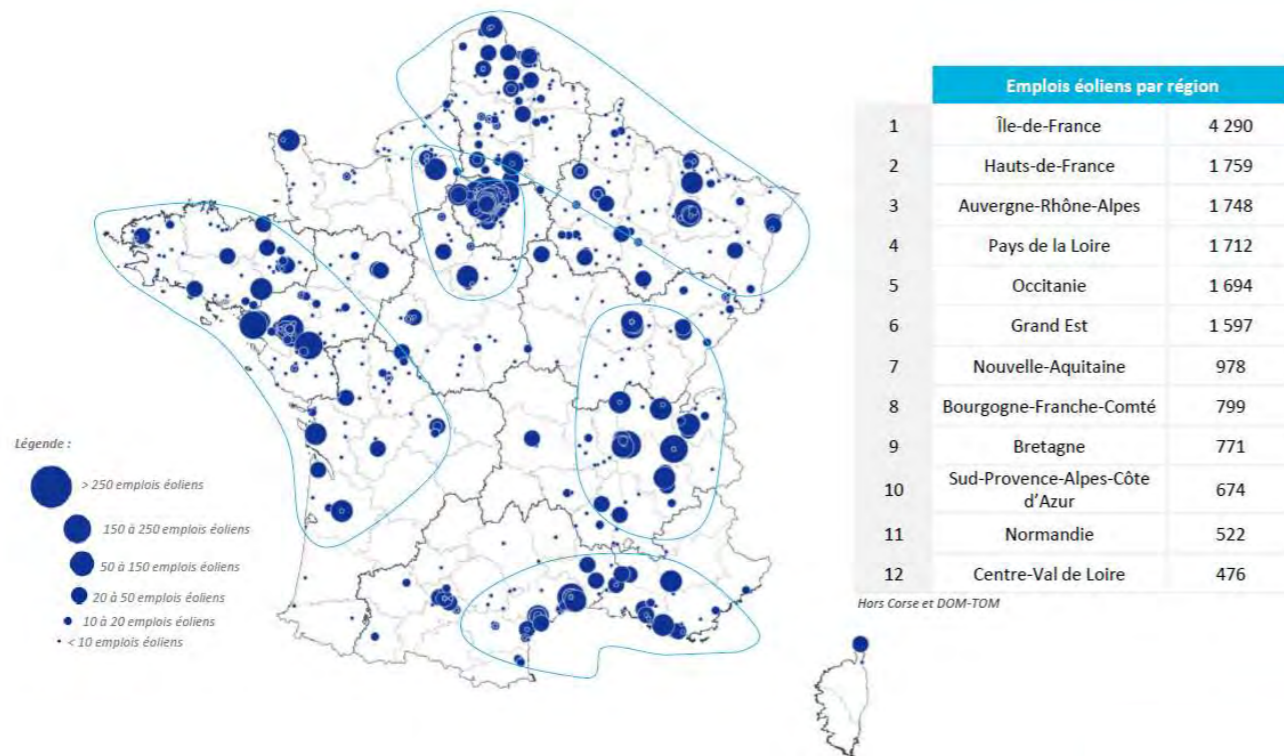 Emplois éoliens par région
1 Île-de-France 4 290
2 Hauts-de-France 1 759
3 Auvergne-Rhône-Alpes 1 748
4 Pays de la Loire 1 712
5 Occitanie 1 694
6 Grand Est 1 597
7 Nouvelle-Aquitaine 978
8 Bourgogne-Franche-Comté 799
9 Bretagne 771
10 Sud-Provence-Alpes-Côte
d'Azur 674
11 Normandie 522
12 Centre-Val de Loire 476
Hors Corse et DOM-TOM
Légende :
> 250 emplois éoliens
150 à 250 emplois éoliens
50 à 150 emplois éoliens
20 à 50 emplois éoliens
10 à 20 emplois éoliens
< 10 emplois éoliens